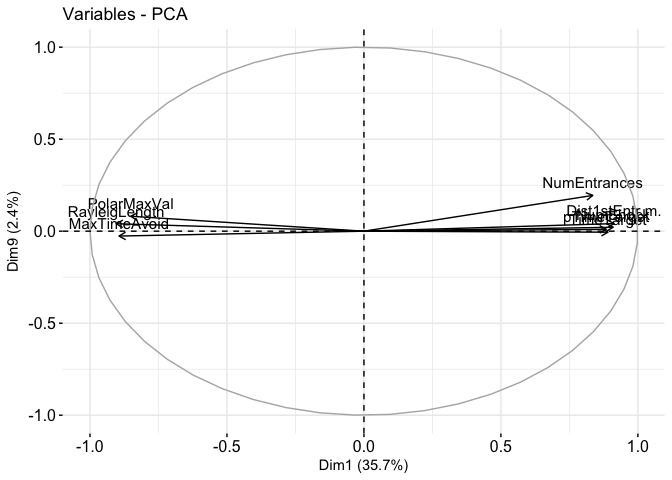 Variables - PCA
1.0
0.5
0.0
-0.5
-1.0
Dim9 (2.4%)
NumEntrances
PolarMaxVal
RayleigLength
MaxTimeAvoid
Dist1stEntr.m.
-1.0 -0.5 0.0 0.5 1.0
Dim1 (35.7%)